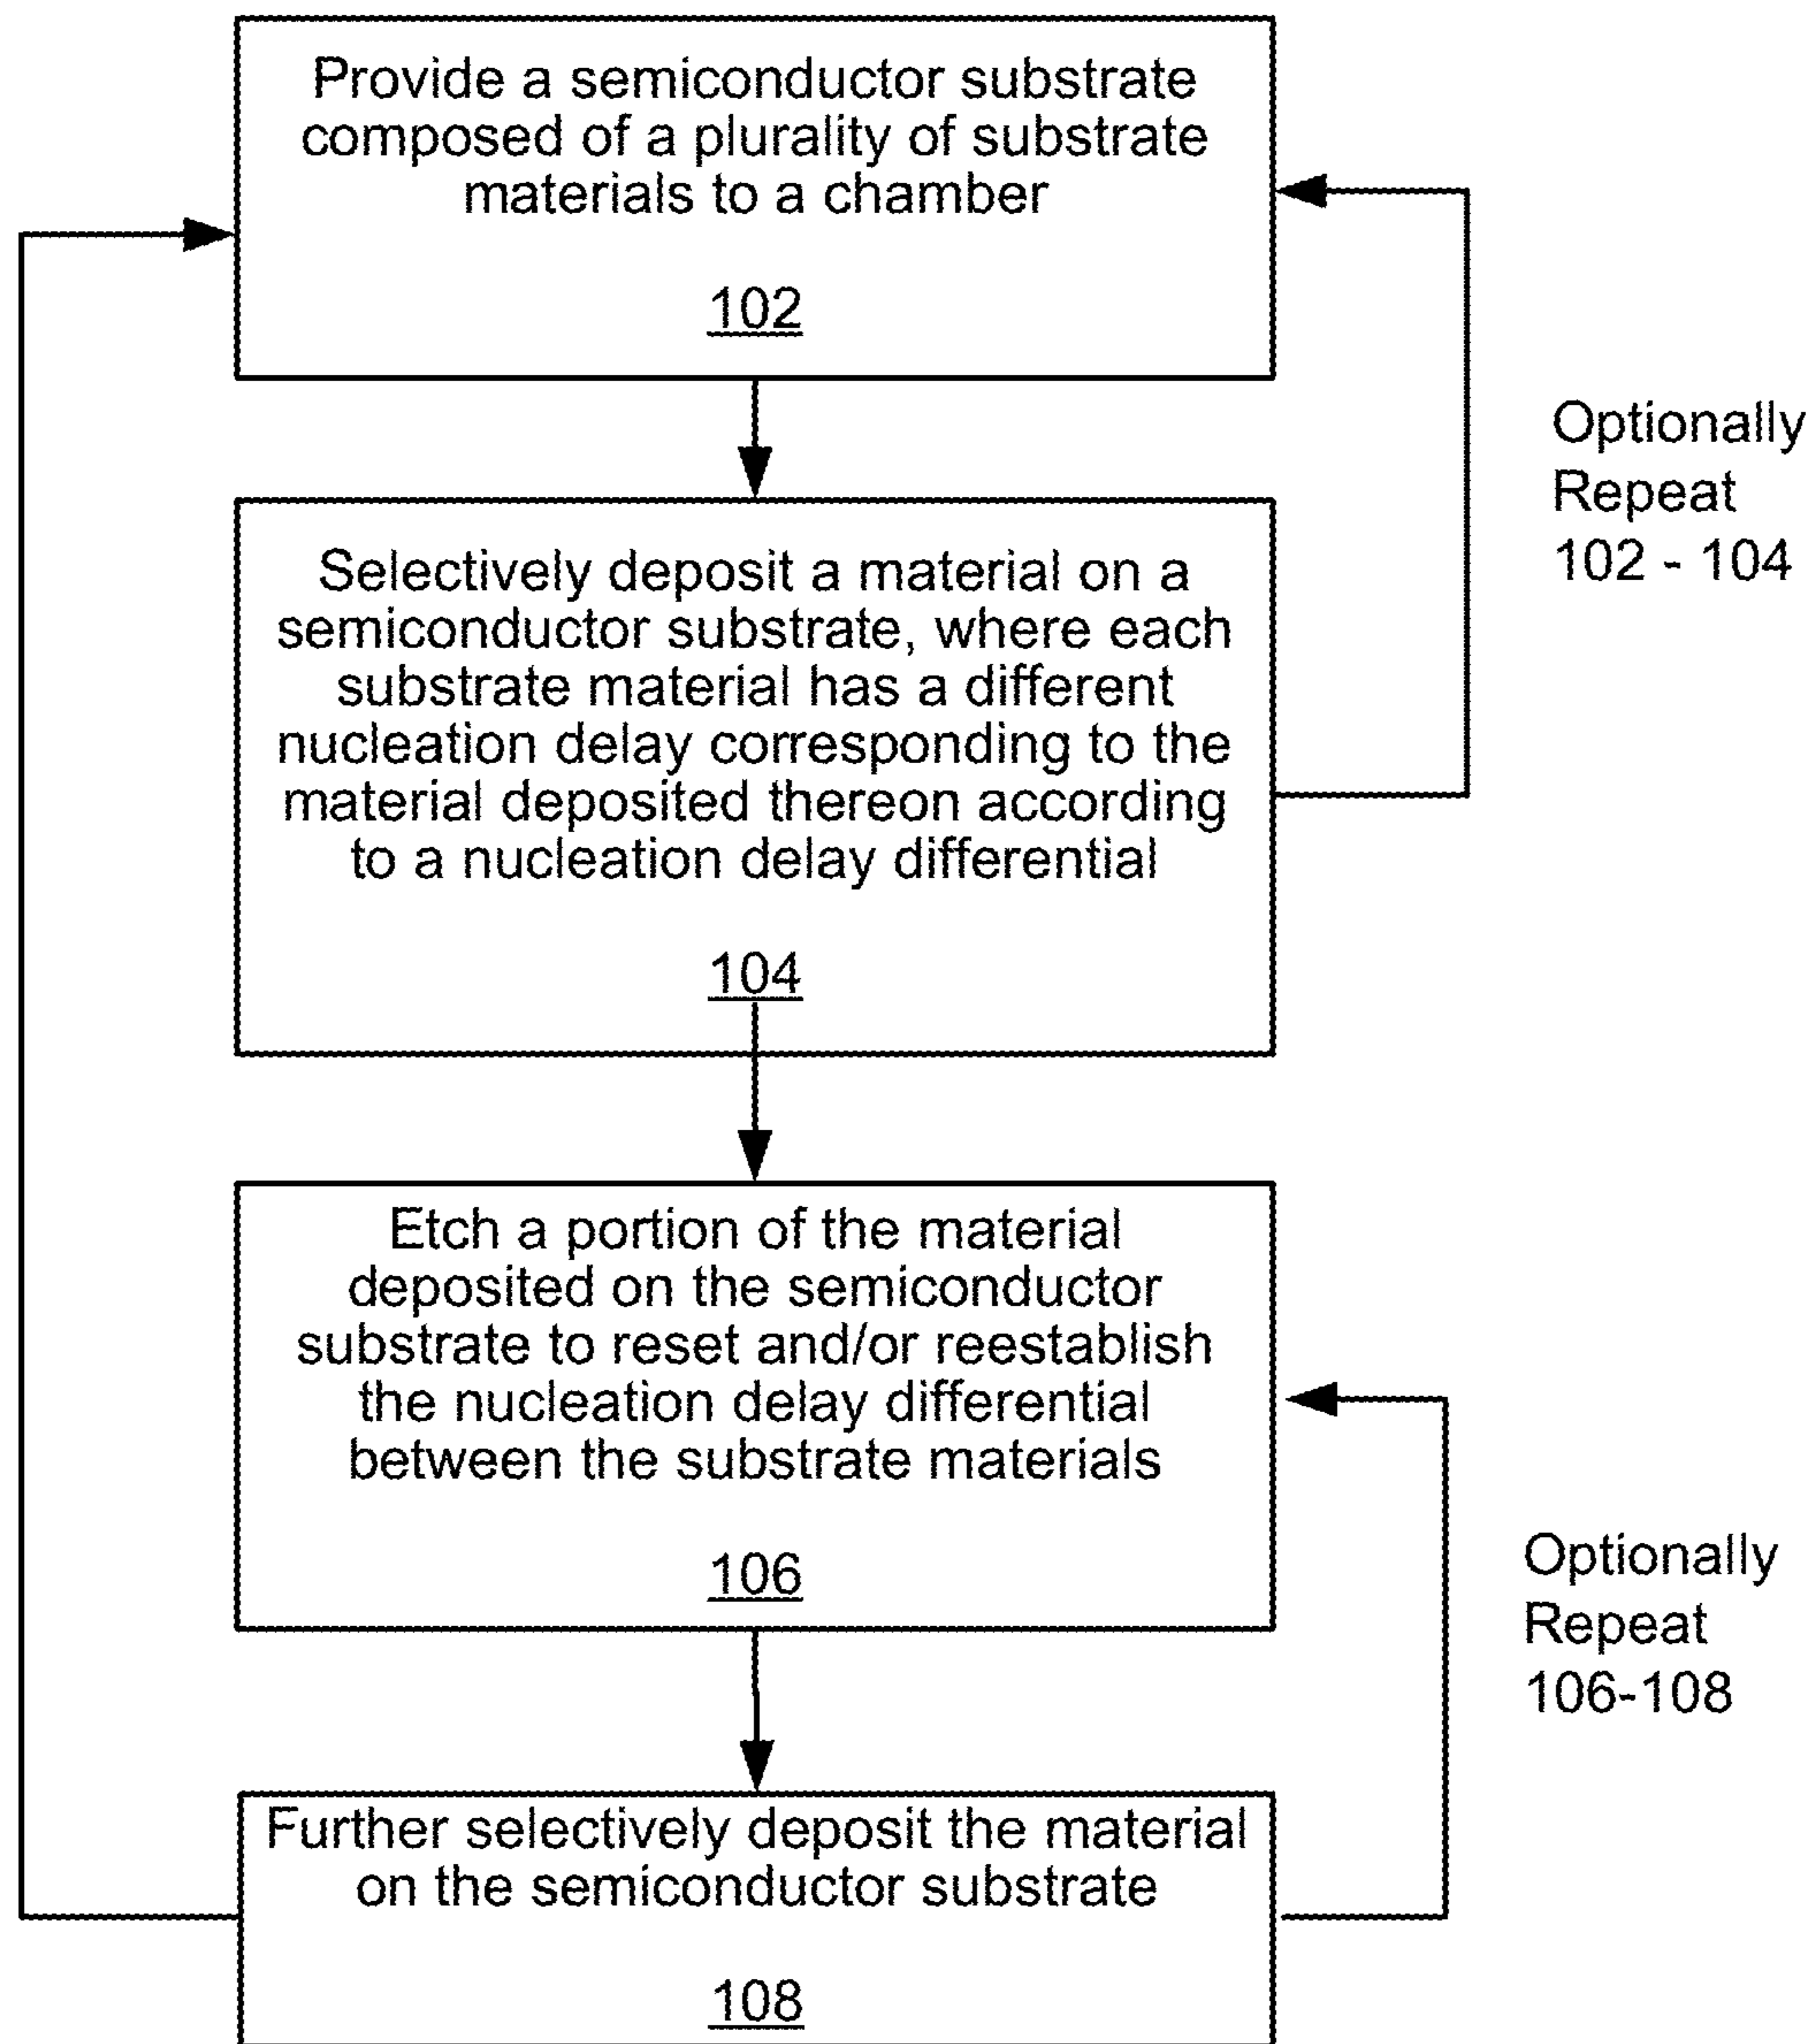 Provide a semiconductor substrate
composed of a plurality of substrate
materials to a chamber
102
Optionally
Repeat
102 - 104
Selectively deposit a material on a
semiconductor substrate, where each
substrate material has a different
nucleation delay corresponding to the
material deposited thereon according
to a nucleation delay differential
104
Etch a portion of the material
deposited on the semiconductor
substrate to reset and/or reestablish
the nucleation delay differential
between the substrate materials
106
Optionally
Repeat
106-108
Further selectively deposit the material
on the semiconductor substrate
108